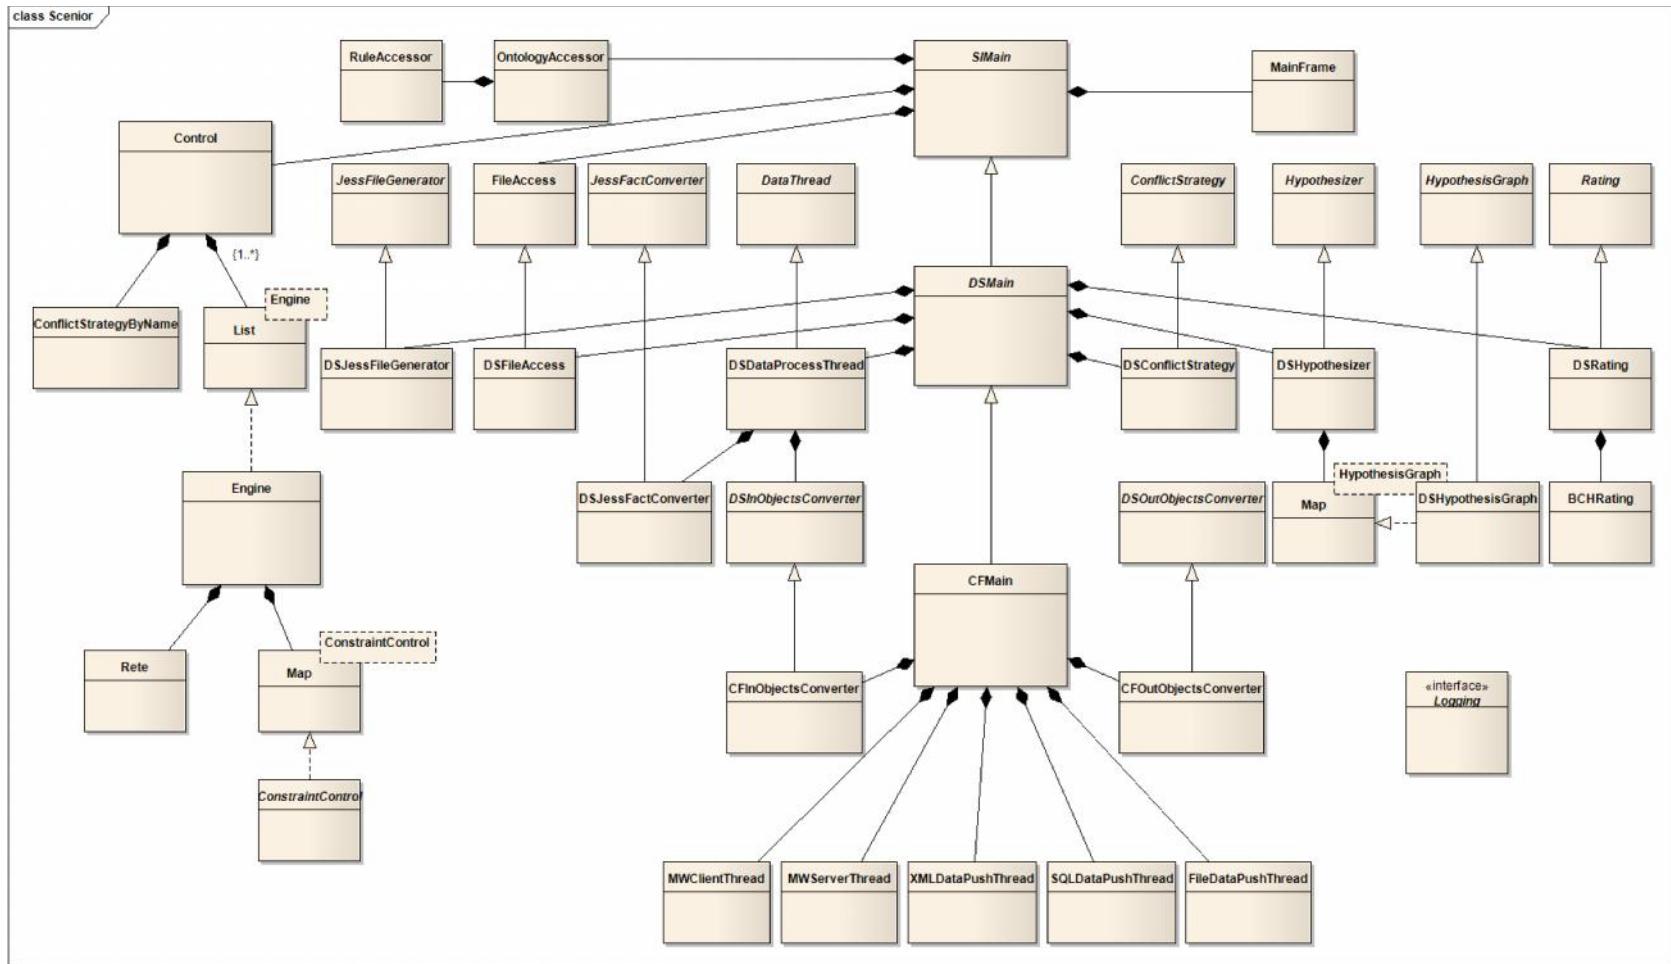 class Scenior
RuleAccessor
OntologyAccessor
SIMain
MainFrame
Control
JessFileGenerator
FileAccess
JessFactConverter
DataThread
ConflictStrategy
Hypothesizer
HypothesisGraph
Rating
{1..*}
DSMain
Engine
ConflictStrategyByName
List
DSJessFileGenerator
DSFileAccess
DSDataProcessThread
DSConflictStrategy
DSHypothesizer
DSRating
HypothesisGraph
Engine
DSJessFactConverter
DSInObjectsConverter
DSOutObjectsConverter
Map
DSHypothesisGraph
BCHRating
CFMain
ConstraintControl
Rete
Map
CFInObjectsConverter
CFOutObjectsConverter
«interface»
Logging
ConstraintControl
MWClientThread
MWServerThread
XMLDataPushThread
SQLDataPushThread
FileDataPushThread